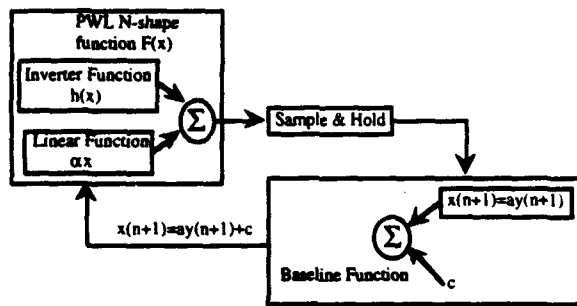 PWL N-shape
function F(x)
Inverter Function
h(x)
Σ
Linear Function
αx
Sample & Hold
x(n+1)=ay(n+1)
Σ
x(n+1)=ay(n+1)+c
Baseline Function
c